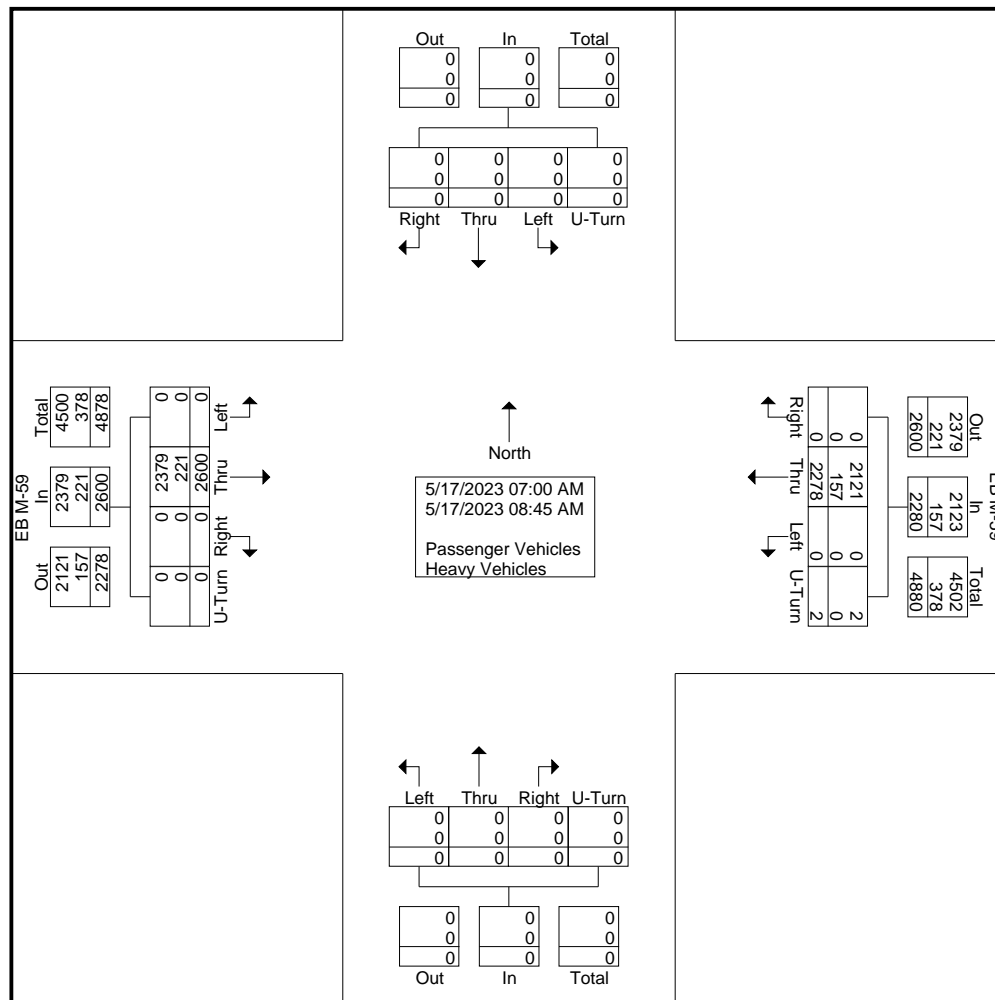 Out In Total
0 0 0
0 0 0
0 0 0
0 0 0 0
0 0 0 0
0 0 0 0
Right Thru Left U-Turn
EB M-59
Total In Out
4500 2379 2121
378 221 157
4878 2600 2278
0 2379 0 0
0 221 0 0
0 2600 0 0
Left Thru Right U-Turn
North
5/17/2023 07:00 AM
5/17/2023 08:45 AM
Passenger Vehicles
Heavy Vehicles
Right Thru Left U-Turn
0 2121 0 2
0 157 0 0
0 2278 0 2
Out In Total
2379 2123 4502
221 157 378
2600 2280 4880
Left Thru Right U-Turn
0 0 0 0
0 0 0 0
0 0 0 0
0 0 0
0 0 0
0 0 0
Out In Total